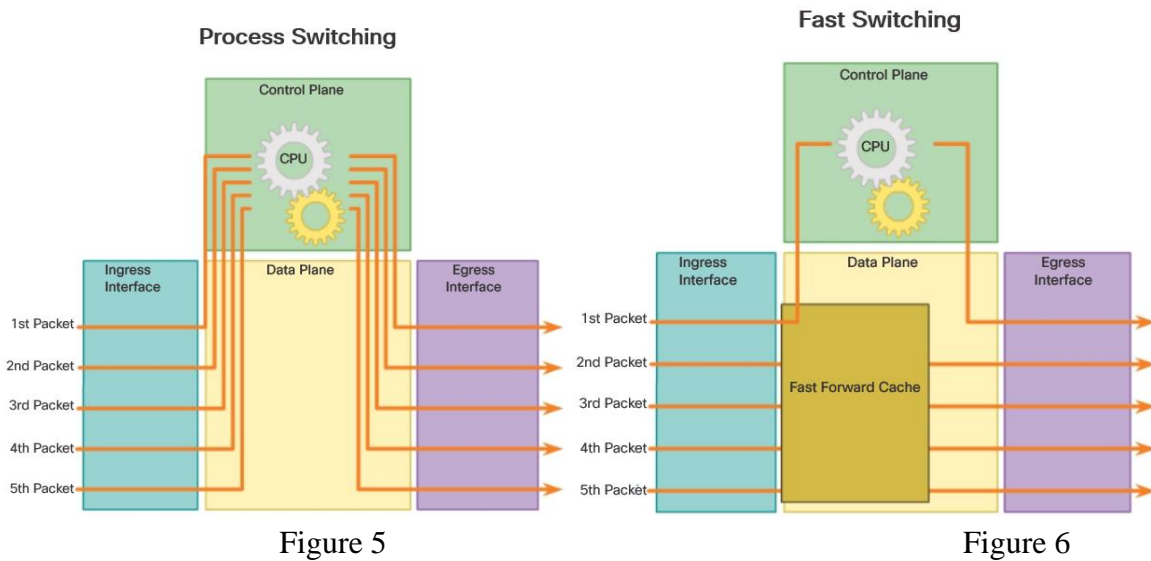 Process Switching
Control Plane
CPU
Ingress
Interface
Data Plane
Egress
Interface
1st Packet
2nd Packet
3rd Packet
4th Packet
5th Packet
Figure 5
Fast Switching
Control Plane
CPU
Ingress
Interface
Data Plane
Egress
Interface
1st Packet
2nd Packet
3rd Packet
4th Packet
5th Packet
Fast Forward Cache
Figure 6